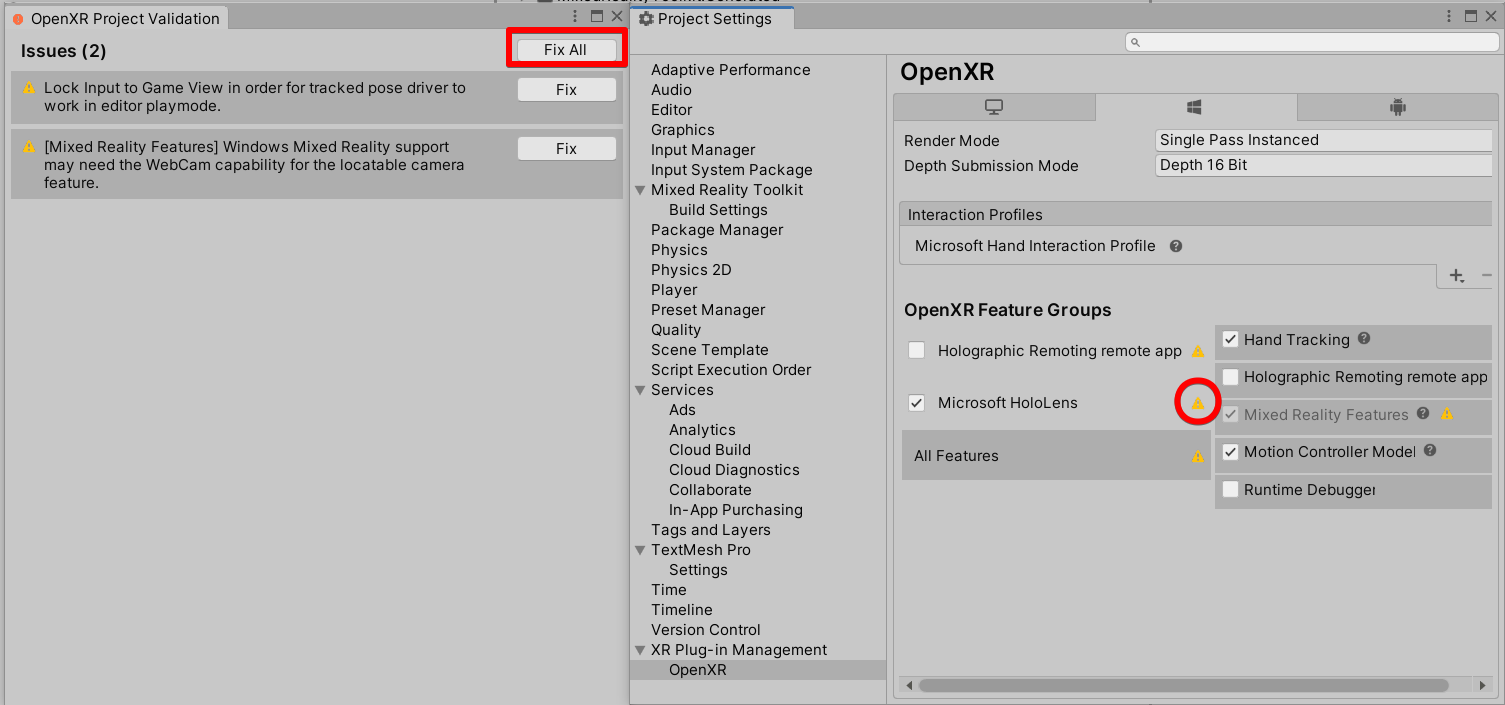 OpenXR Project Validation
Issues (2)
Fix All
Lock Input to Game View in order for tracked pose driver to
work in editor playmode.
Fix
[Mixed Reality Features] Windows Mixed Reality support
may need the WebCam capability for the locatable camera
feature.
Fix
Project Settings
Adaptive Performance
Audio
Editor
Graphics
Input Manager
Input System Package
Mixed Reality Toolkit
Build Settings
Package Manager
Physics
Physics 2D
Player
Preset Manager
Quality
Scene Template
Script Execution Order
Services
Ads
Analytics
Cloud Build
Cloud Diagnostics
Collaborate
In-App Purchasing
Tags and Layers
TextMesh Pro
Settings
Time
Timeline
Version Control
XR Plug-in Management
OpenXR
OpenXR
Render Mode
Single Pass Instanced
Depth Submission Mode
Depth 16 Bit
Interaction Profiles
Microsoft Hand Interaction Profile
OpenXR Feature Groups
Holographic Remoting remote app
Microsoft HoloLens
All Features
Hand Tracking
Holographic Remoting remote app
Mixed Reality Features
Motion Controller Model
Runtime Debugger